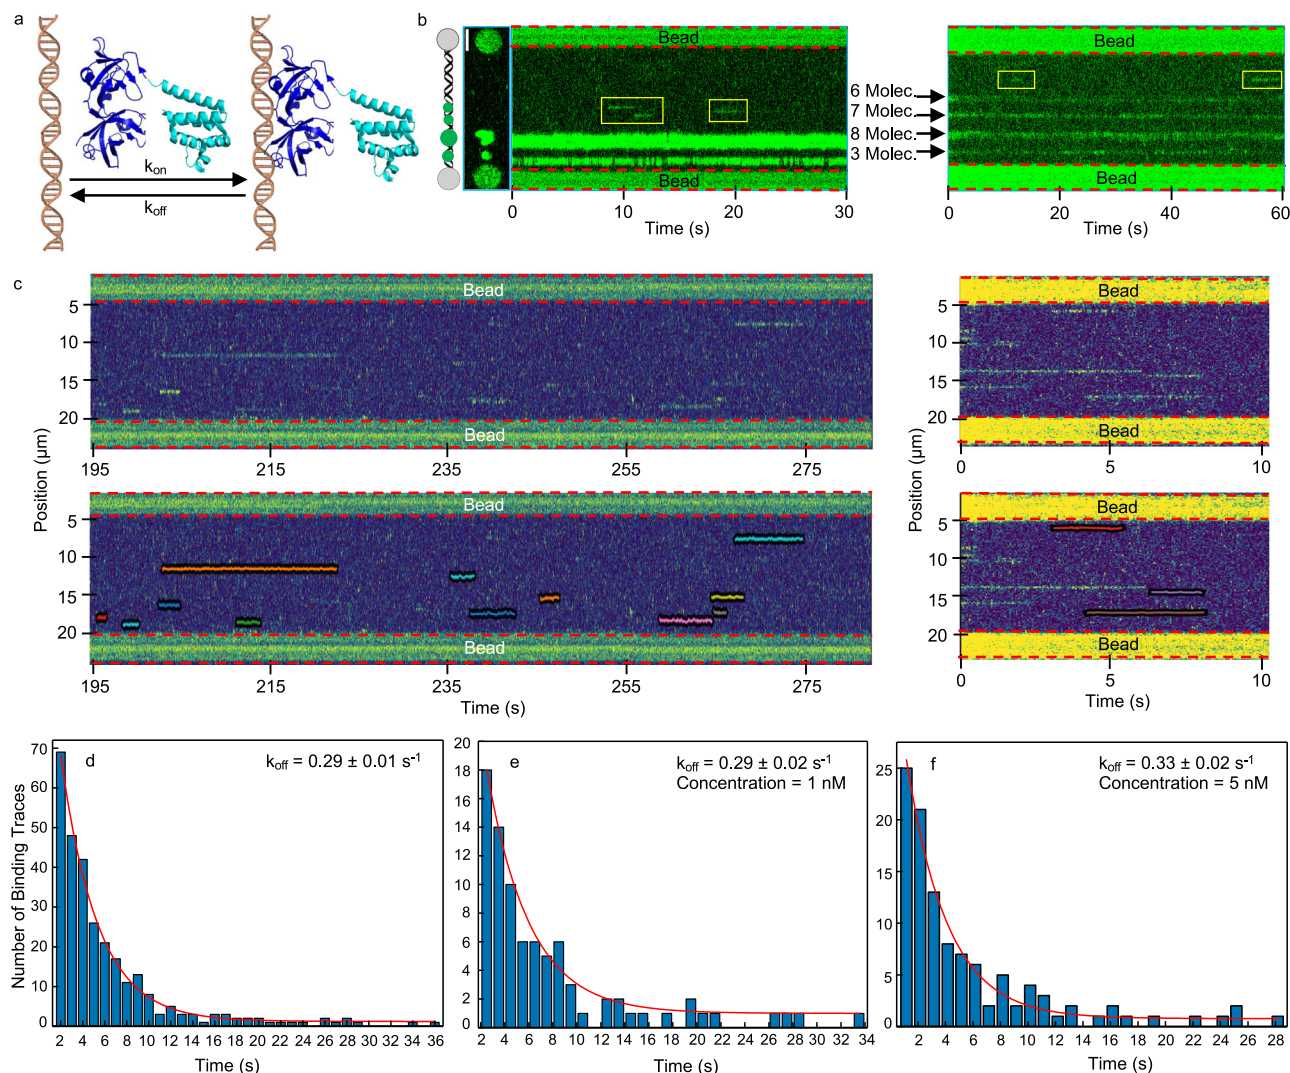 a
k_on
k_off
b
Bead
Bead
0 10 20 30
Time (s)
6 Molec.
7 Molec.
8 Molec.
3 Molec.
Bead
Bead
0 20 40 60
Time (s)
c
Position (µm)
Bead
5
10
15
20
Bead
195 215 235 255 275
Bead
5
10
15
20
Bead
0 5 10
Bead
5
10
15
20
Bead
195 215 235 255 275
Time (s)
Bead
5
10
15
20
Bead
0 5 10
Time (s)
d
k_off = 0.29 ± 0.01 s⁻¹
Number of Binding Traces
70
60
50
40
30
20
10
0
2 4 6 8 10 12 14 16 18 20 22 24 26 28 30 32 34 36
Time (s)
e
k_off = 0.29 ± 0.02 s⁻¹
Concentration = 1 nM
20
18
16
14
12
10
8
6
4
2
0
2 4 6 8 10 12 14 16 18 20 22 24 26 28 30 32 34
Time (s)
f
k_off = 0.33 ± 0.02 s⁻¹
Concentration = 5 nM
25
20
15
10
5
0
2 4 6 8 10 12 14 16 18 20 22 24 26 28
Time (s)